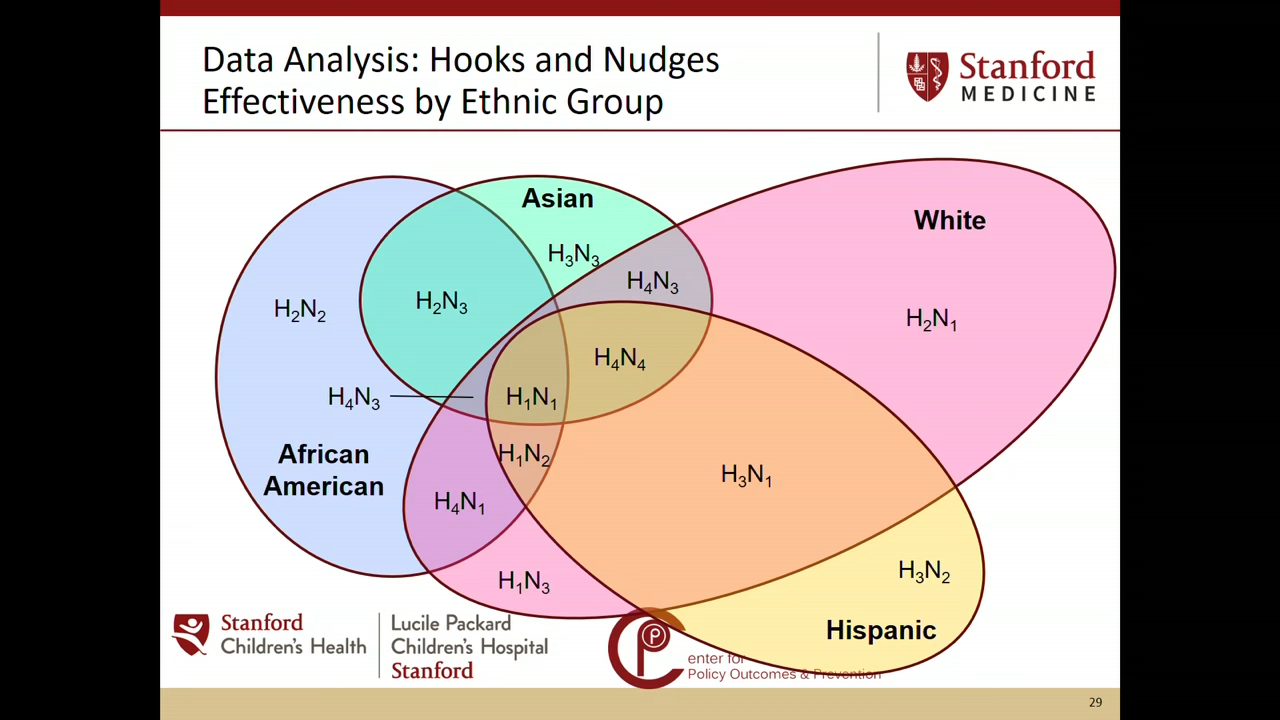 Data Analysis: Hooks and Nudges
Effectiveness by Ethnic Group
Stanford
MEDICINE
Asian
White
H₃N₃
H₄N₃
H₂N₂
H₂N₃
H₂N₁
H₄N₄
H₄N₃
H₁N₁
African
American
H₁N₂
H₃N₁
H₄N₁
H₁N₃
H₃N₂
Hispanic
Stanford
Children's Health
Lucile Packard
Children's Hospital
Stanford
P
enter for
Policy Outcomes & Prevention
29